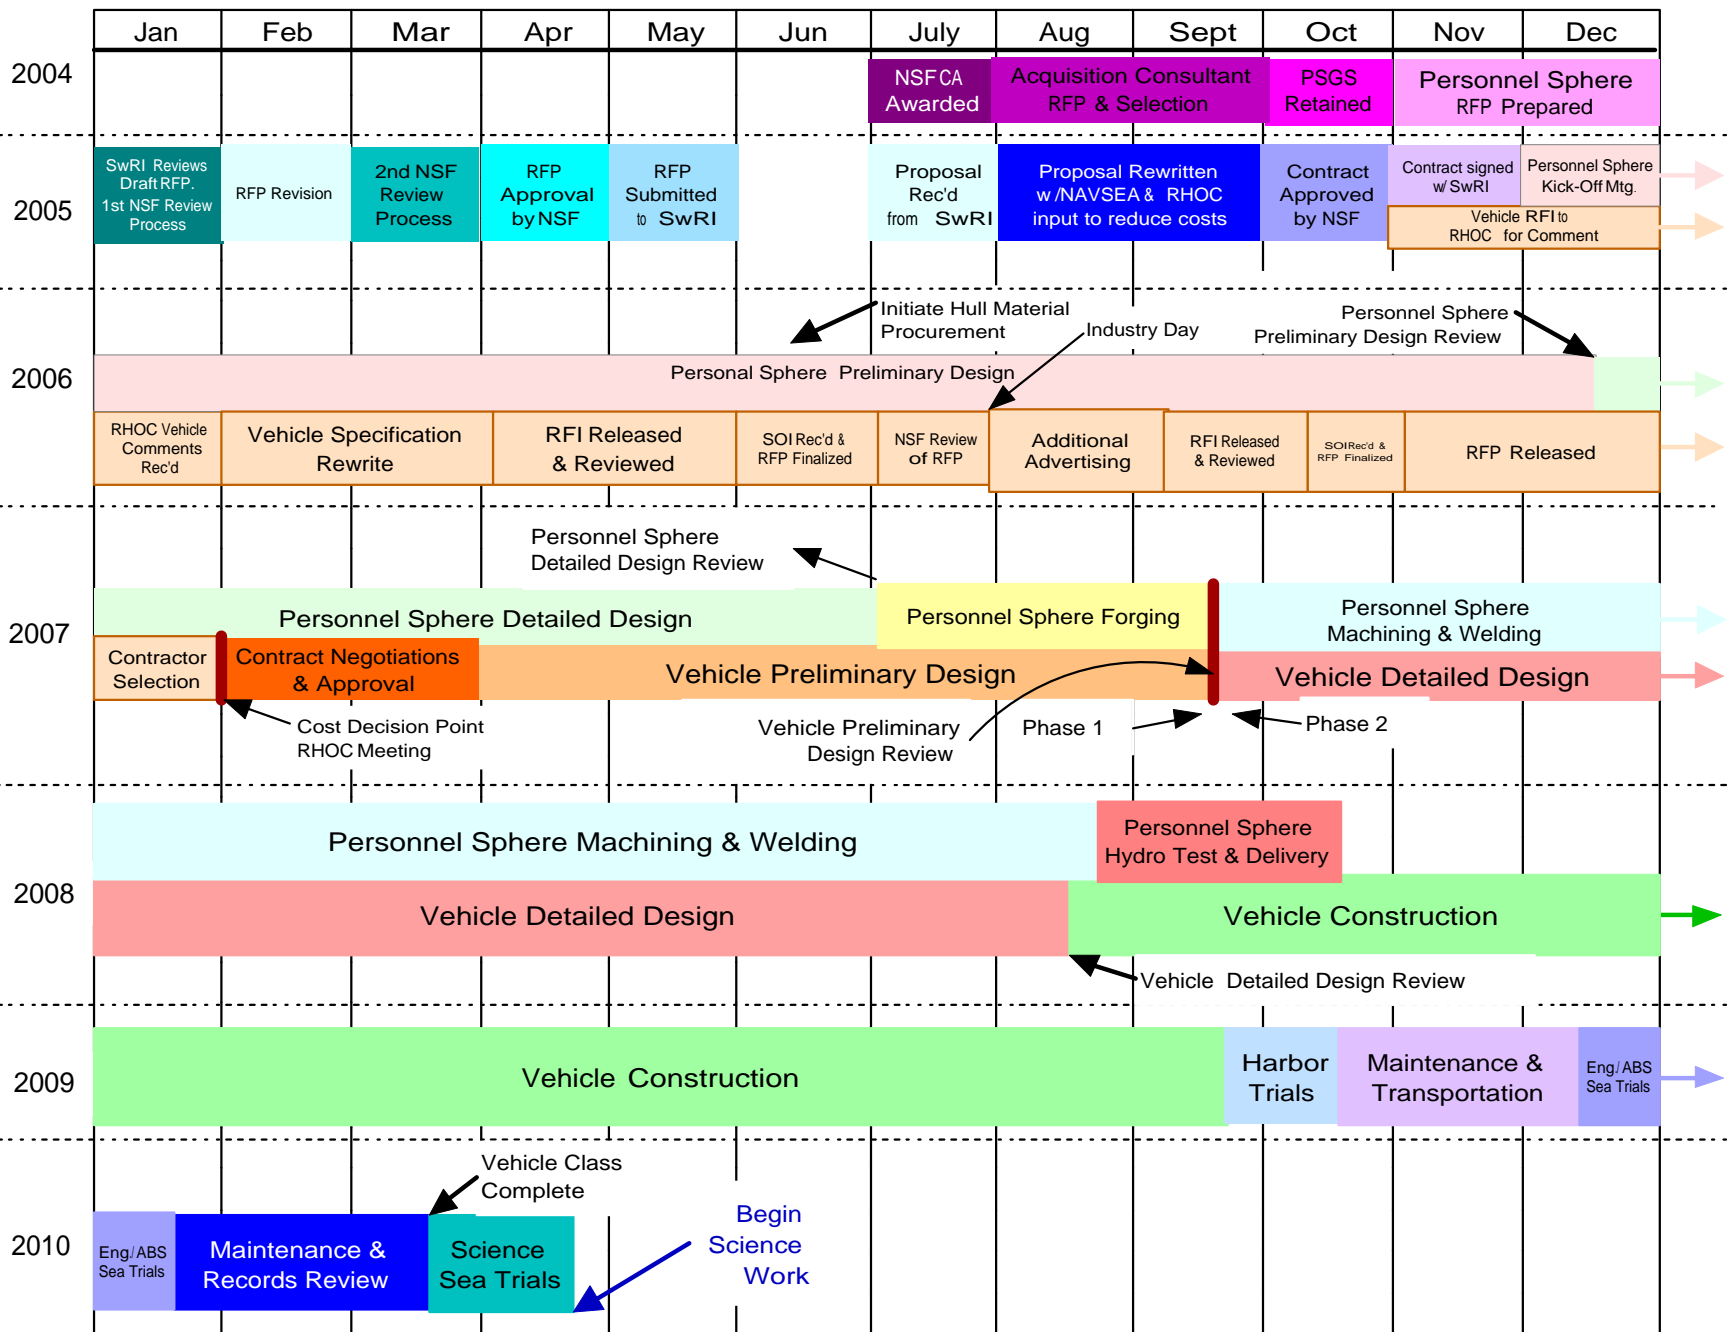 Jan Feb Mar Apr May Jun July Aug Sept Oct Nov Dec
2004
NSF CA
Awarded
Acquisition Consultant
RFP & Selection
PSGS
Retained
Personnel Sphere
RFP Prepared
2005
SwRI Reviews
Draft RFP.
1st NSF Review
Process
RFP Revision
2nd NSF
Review
Process
RFP
Approval
by NSF
RFP
Submitted
to SwRI
Proposal
Rec'd
from SwRI
Proposal Rewritten
w/NAVSEA & RHOC
input to reduce costs
Contract
Approved
by NSF
Contract signed
w/ SwRI
Personnel Sphere
Kick-Off Mtg.
Vehicle RFI to
RHOC for Comment
2006
Initiate Hull Material
Procurement
Industry Day
Personnel Sphere
Preliminary Design Review
Personal Sphere Preliminary Design
RHOC Vehicle
Comments
Rec'd
Vehicle Specification
Rewrite
RFI Released
& Reviewed
SOI Rec'd &
RFP Finalized
NSF Review
of RFP
Additional
Advertising
RFI Released
& Reviewed
SOI Rec'd &
RFP Finalized
RFP Released
2007
Personnel Sphere
Detailed Design Review
Personnel Sphere Detailed Design
Personnel Sphere Forging
Personnel Sphere
Machining & Welding
Contractor
Selection
Contract Negotiations
& Approval
Vehicle Preliminary Design
Vehicle Detailed Design
Cost Decision Point
RHOC Meeting
Vehicle Preliminary
Design Review
Phase 1
Phase 2
2008
Personnel Sphere Machining & Welding
Personnel Sphere
Hydro Test & Delivery
Vehicle Detailed Design
Vehicle Construction
Vehicle Detailed Design Review
2009
Vehicle Construction
Harbor
Trials
Maintenance &
Transportation
Eng./ABS
Sea Trials
2010
Vehicle Class
Complete
Eng./ABS
Sea Trials
Maintenance &
Records Review
Science
Sea Trials
Begin
Science
Work